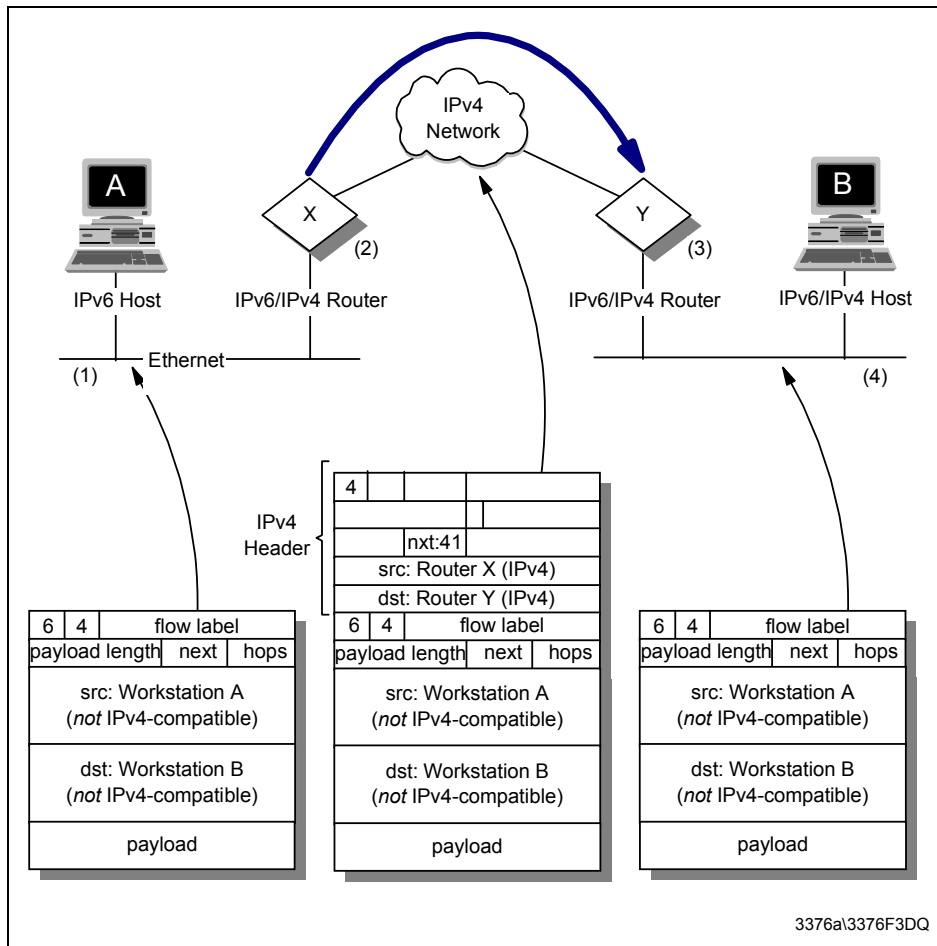 IPv4
Network
A
B
X
Y
(2)
(3)
IPv6 Host
IPv6/IPv4 Router
IPv6/IPv4 Router
IPv6/IPv4 Host
Ethernet
(1)
(4)
IPv4
Header
4
nxt:41
src: Router X (IPv4)
dst: Router Y (IPv4)
6 4 flow label
payload length next hops
src: Workstation A
(not IPv4-compatible)
dst: Workstation B
(not IPv4-compatible)
payload
6 4 flow label
payload length next hops
src: Workstation A
(not IPv4-compatible)
dst: Workstation B
(not IPv4-compatible)
payload
6 4 flow label
payload length next hops
src: Workstation A
(not IPv4-compatible)
dst: Workstation B
(not IPv4-compatible)
payload
3376a\3376F3DQ